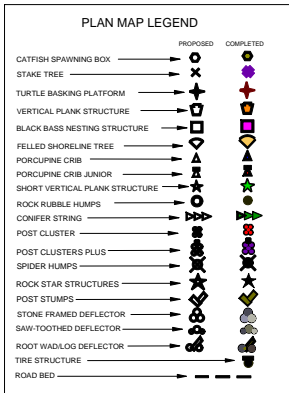 PLAN MAP LEGEND
PROPOSED COMPLETED
CATFISH SPAWNING BOX
STAKE TREE
TURTLE BASKING PLATFORM
VERTICAL PLANK STRUCTURE
BLACK BASS NESTING STRUCTURE
FELLED SHORELINE TREE
PORCUPINE CRIB
PORCUPINE CRIB JUNIOR
SHORT VERTICAL PLANK STRUCTURE
ROCK RUBBLE HUMPS
CONIFER STRING
POST CLUSTER
POST CLUSTERS PLUS
SPIDER HUMPS
ROCK STAR STRUCTURES
POST STUMPS
STONE FRAMED DEFLECTOR
SAW-TOOTHED DEFLECTOR
ROOT WAD/LOG DEFLECTOR
TIRE STRUCTURE
ROAD BED